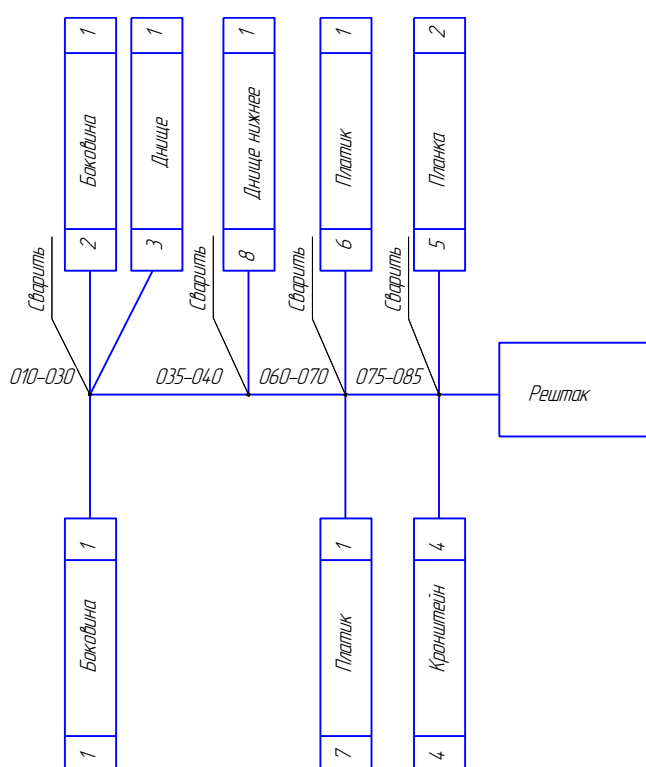 1
Боковина
2
1
Днище
3
1
Днище нижнее
8
1
Платик
6
2
Планка
5
Сварить
Сварить
Сварить
Сварить
010-030
035-040
060-070
075-085
Рештак
1
Боковина
1
1
Платик
7
4
Кронштейн
4